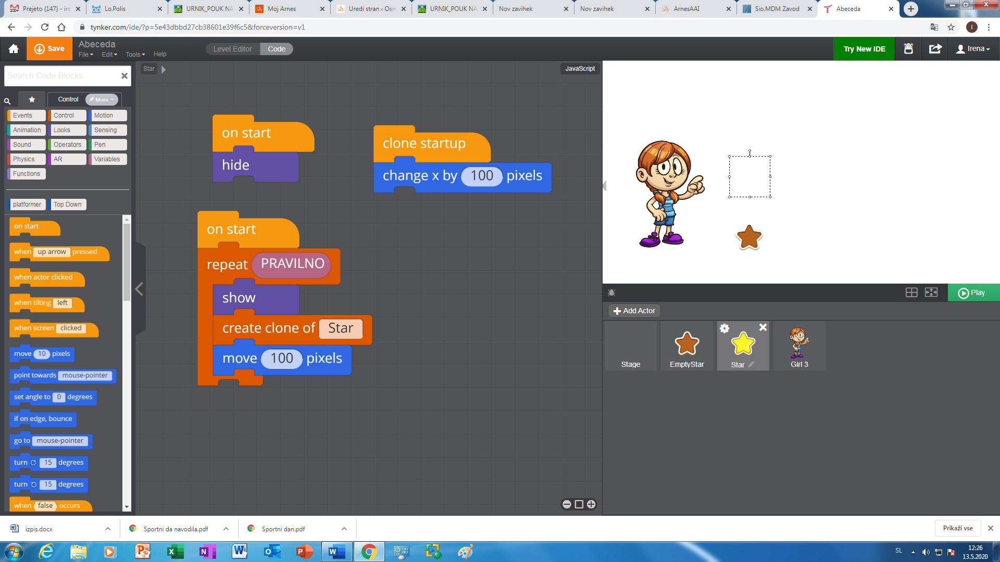 Prejeto (147) - ire
Lo.Polis
URNIK_POUK NA
Moj Arnes
Uredi stran ‹ Osn
URNIK_POUK NA
Nov zavihek
Nov zavihek
ArnesAAI
Sio.MDM Zavod
Abeceda
tynker.com/ide/?p=5e43dbbd27cb38601e39f6c5&forceversion=v1
I
Save
Abeceda
File Edit Tools Help
Level Editor Code
Try New IDE
Irena
Search Code Blocks
Star
JavaScript
Control More
Events Control Motion
Animation Looks Sensing
Sound Operators Pen
Physics AR Variables
Functions
platformer Top Down
on start
when up arrow pressed
when actor clicked
when tilting left
when screen clicked
move 10 pixels
point towards mouse-pointer
set angle to 0 degrees
if on edge, bounce
go to mouse-pointer
turn 15 degrees
turn 15 degrees
when false occurs
on start
hide
clone startup
change x by 100 pixels
on start
repeat PRAVILNO
show
create clone of Star
move 100 pixels
Play
Add Actor
Stage
EmptyStar
Star
Girl 3
izpis.docx
Sportni da navodila.pdf
Sportni dan.pdf
Prikaži vse
SL
12:26
13.5.2020